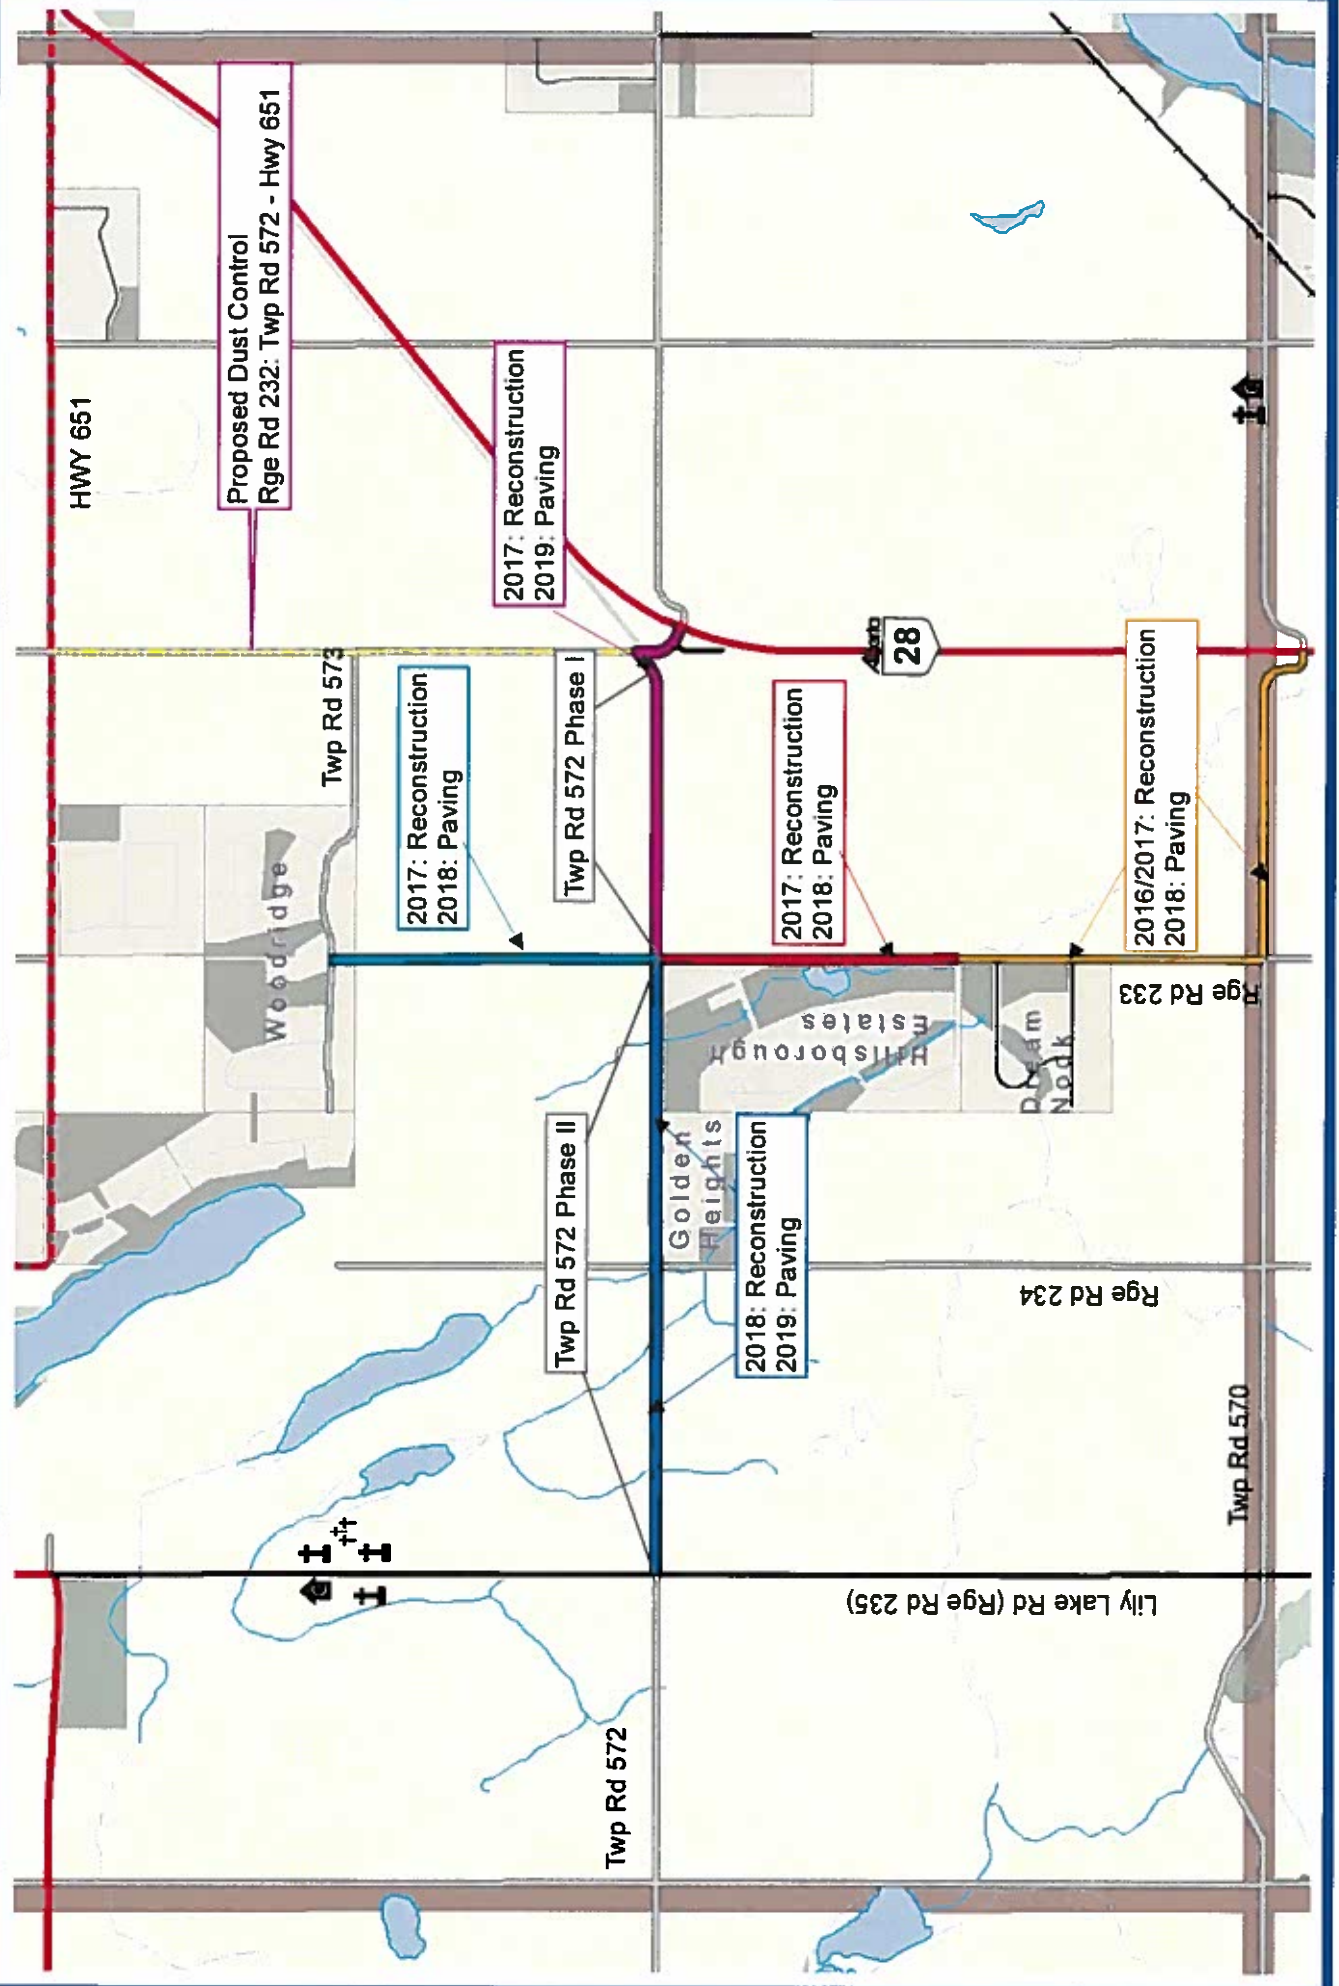 HWY 651
Proposed Dust Control
Rge Rd 232: Twp Rd 572 - Hwy 651
Woodridge
Twp Rd 573
2017: Reconstruction
2018: Paving
2017: Reconstruction
2019: Paving
Twp Rd 572 Phase II
Twp Rd 572 Phase I
Twp Rd 572
Golden
Heights
2018: Reconstruction
2019: Paving
Hillsborough
Estates
2017: Reconstruction
2018: Paving
Alberta
28
Dream
Nook
Lily Lake Rd (Rge Rd 235)
Rge Rd 234
Rge Rd 233
2016/2017: Reconstruction
2018: Paving
Twp Rd 570